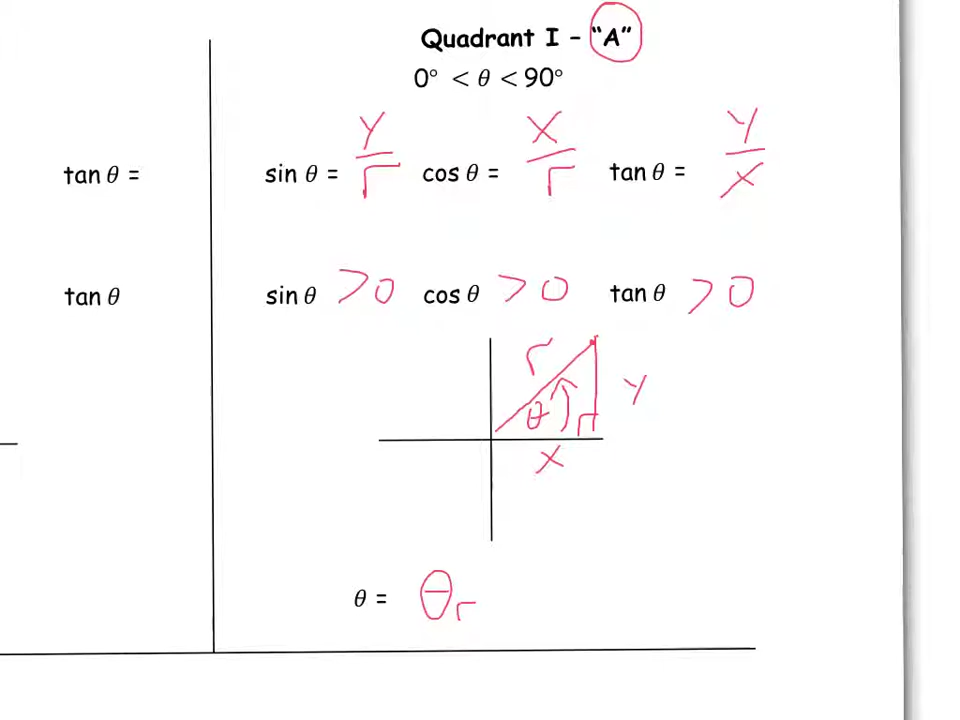 Quadrant I – "A"
0° < θ < 90°
tan θ =
sin θ = y/r cos θ = x/r tan θ = y/x
tan θ
sin θ >0 cos θ >0 tan θ >0
r
y
θ
x
θ = θr